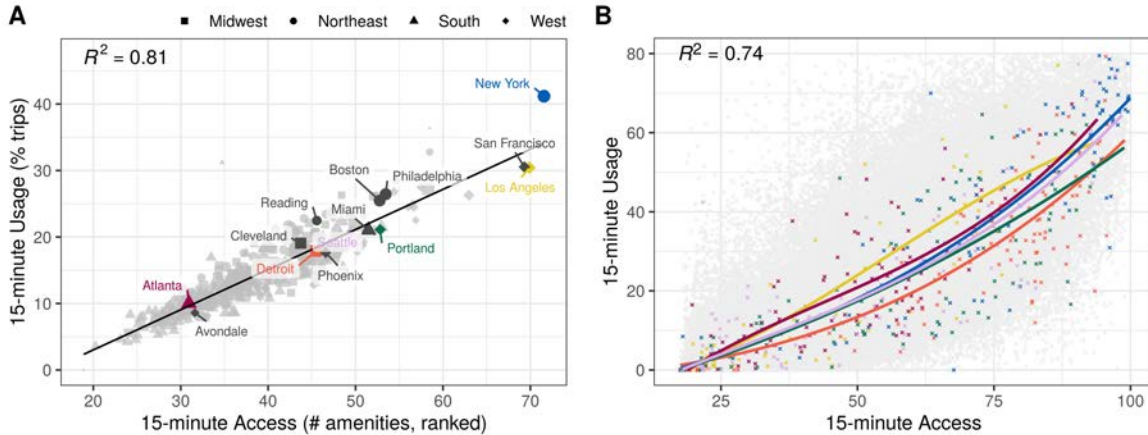 A
Midwest Northeast South West
R² = 0.81
15-minute Usage (% trips)
40
30
20
10
0
New York
San Francisco
Los Angeles
Boston
Philadelphia
Reading
Miami
Cleveland
Seattle
Portland
Detroit
Phoenix
Atlanta
Avondale
20 30 40 50 60 70
15-minute Access (# amenities, ranked)
B
R² = 0.74
15-minute Usage
80
60
40
20
0
25 50 75 100
15-minute Access